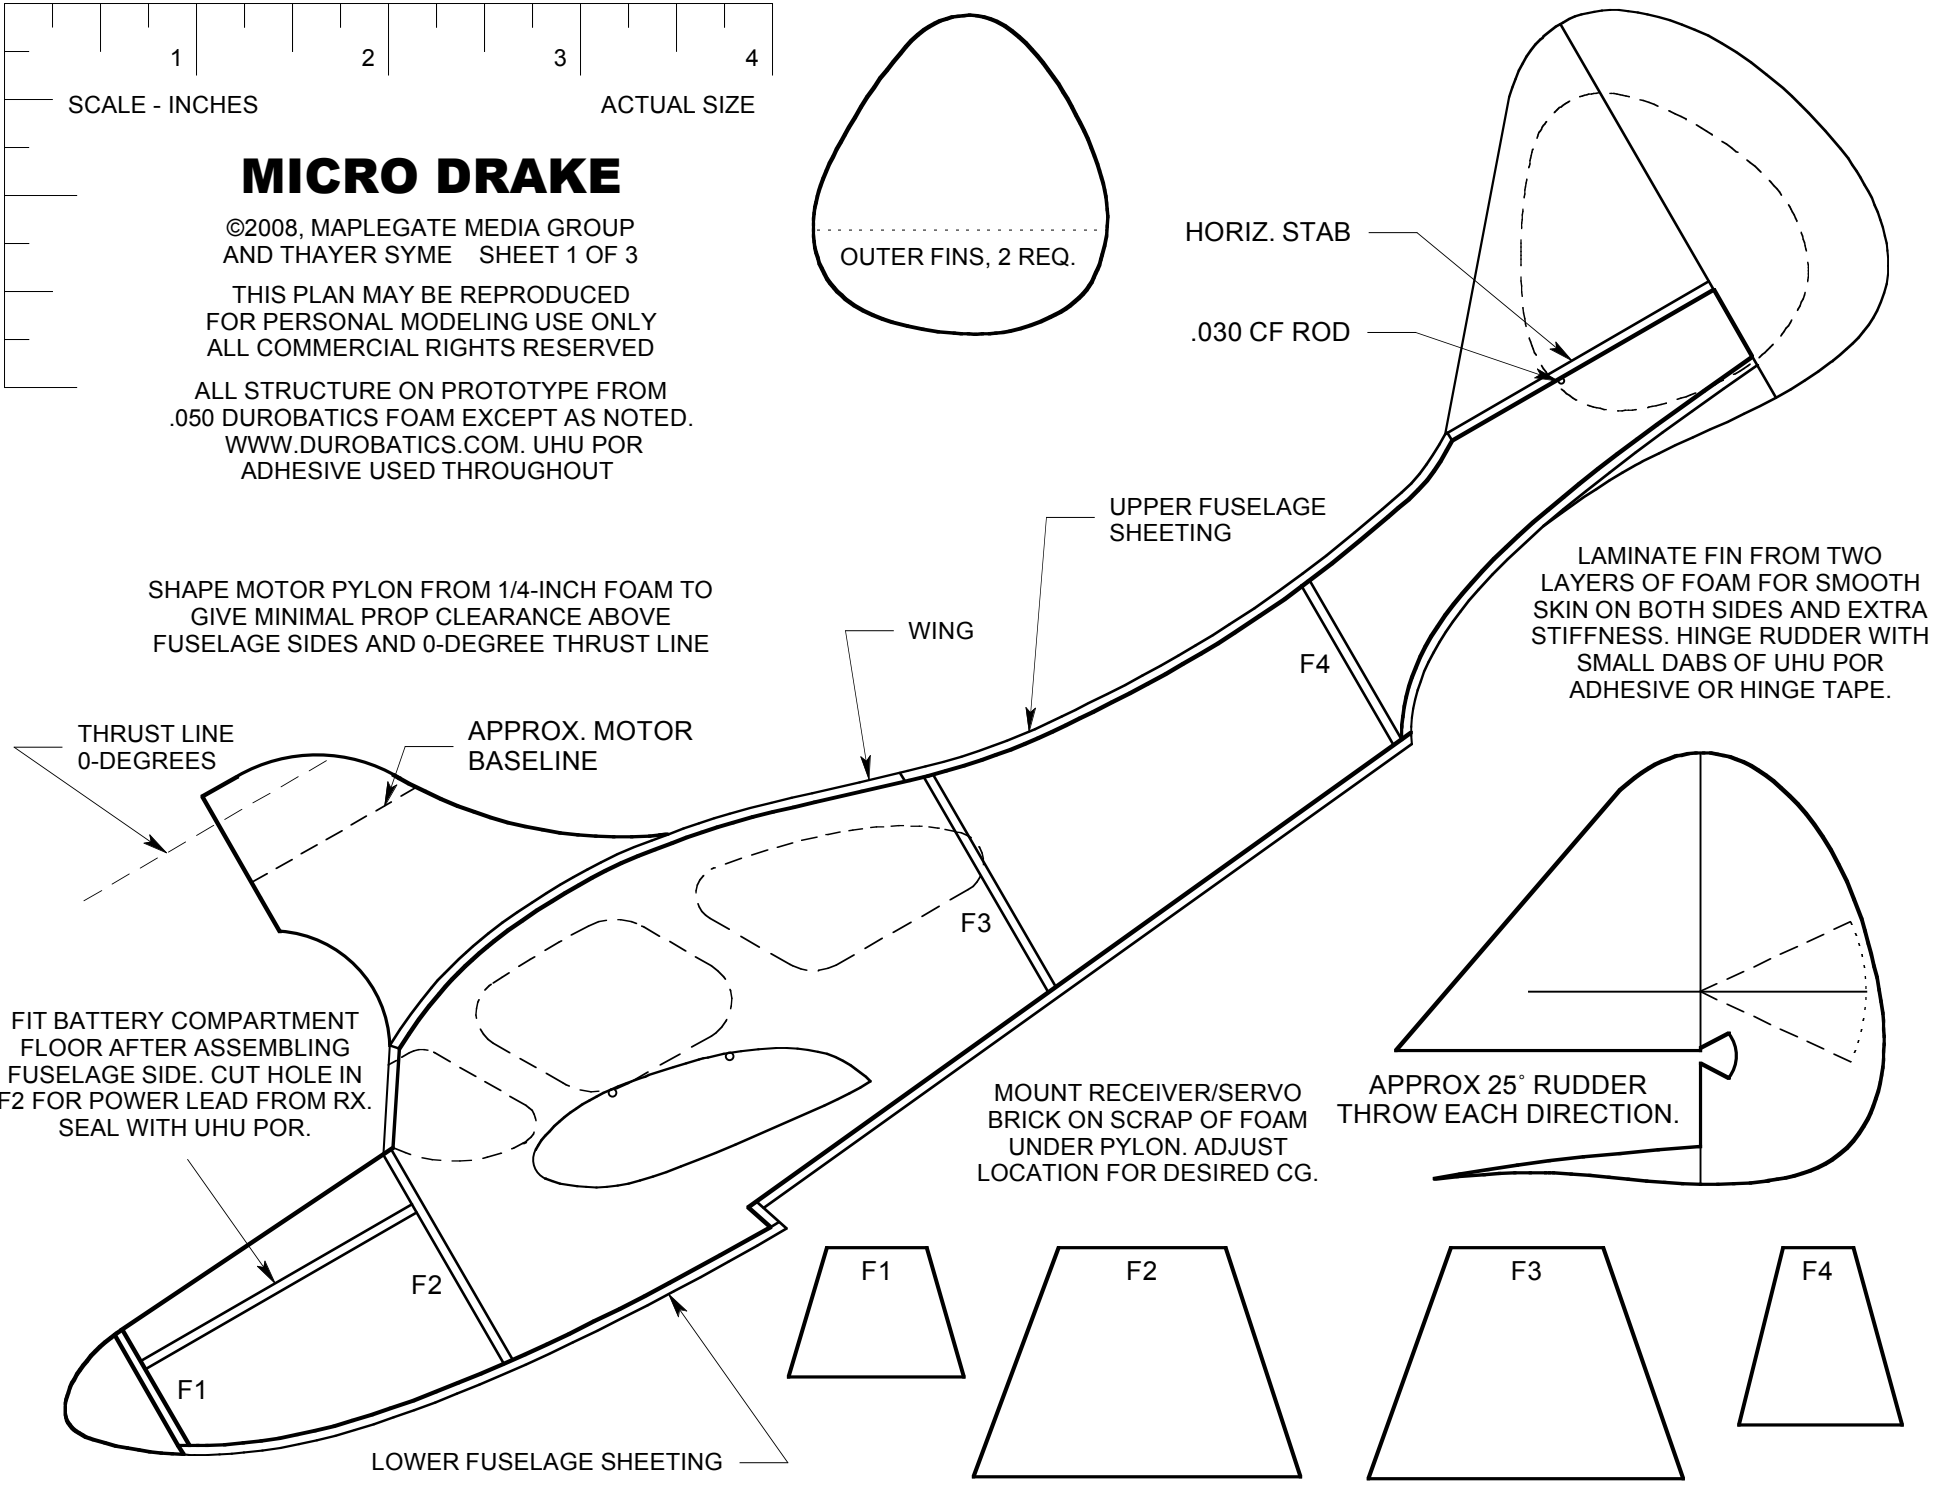 1 2 3 4
SCALE - INCHES ACTUAL SIZE
MICRO DRAKE
©2008, MAPLEGATE MEDIA GROUP
AND THAYER SYME SHEET 1 OF 3
THIS PLAN MAY BE REPRODUCED
FOR PERSONAL MODELING USE ONLY
ALL COMMERCIAL RIGHTS RESERVED
ALL STRUCTURE ON PROTOTYPE FROM
.050 DUROBATICS FOAM EXCEPT AS NOTED.
WWW.DUROBATICS.COM. UHU POR
ADHESIVE USED THROUGHOUT
OUTER FINS, 2 REQ.
HORIZ. STAB
.030 CF ROD
UPPER FUSELAGE
SHEETING
LAMINATE FIN FROM TWO
LAYERS OF FOAM FOR SMOOTH
SKIN ON BOTH SIDES AND EXTRA
STIFFNESS. HINGE RUDDER WITH
SMALL DABS OF UHU POR
ADHESIVE OR HINGE TAPE.
SHAPE MOTOR PYLON FROM 1/4-INCH FOAM TO
GIVE MINIMAL PROP CLEARANCE ABOVE
FUSELAGE SIDES AND 0-DEGREE THRUST LINE
WING
F4
THRUST LINE
0-DEGREES
APPROX. MOTOR
BASELINE
F3
FIT BATTERY COMPARTMENT
FLOOR AFTER ASSEMBLING
FUSELAGE SIDE. CUT HOLE IN
F2 FOR POWER LEAD FROM RX.
SEAL WITH UHU POR.
MOUNT RECEIVER/SERVO
BRICK ON SCRAP OF FOAM
UNDER PYLON. ADJUST
LOCATION FOR DESIRED CG.
APPROX 25° RUDDER
THROW EACH DIRECTION.
F2
F1
LOWER FUSELAGE SHEETING
F1
F2
F3
F4